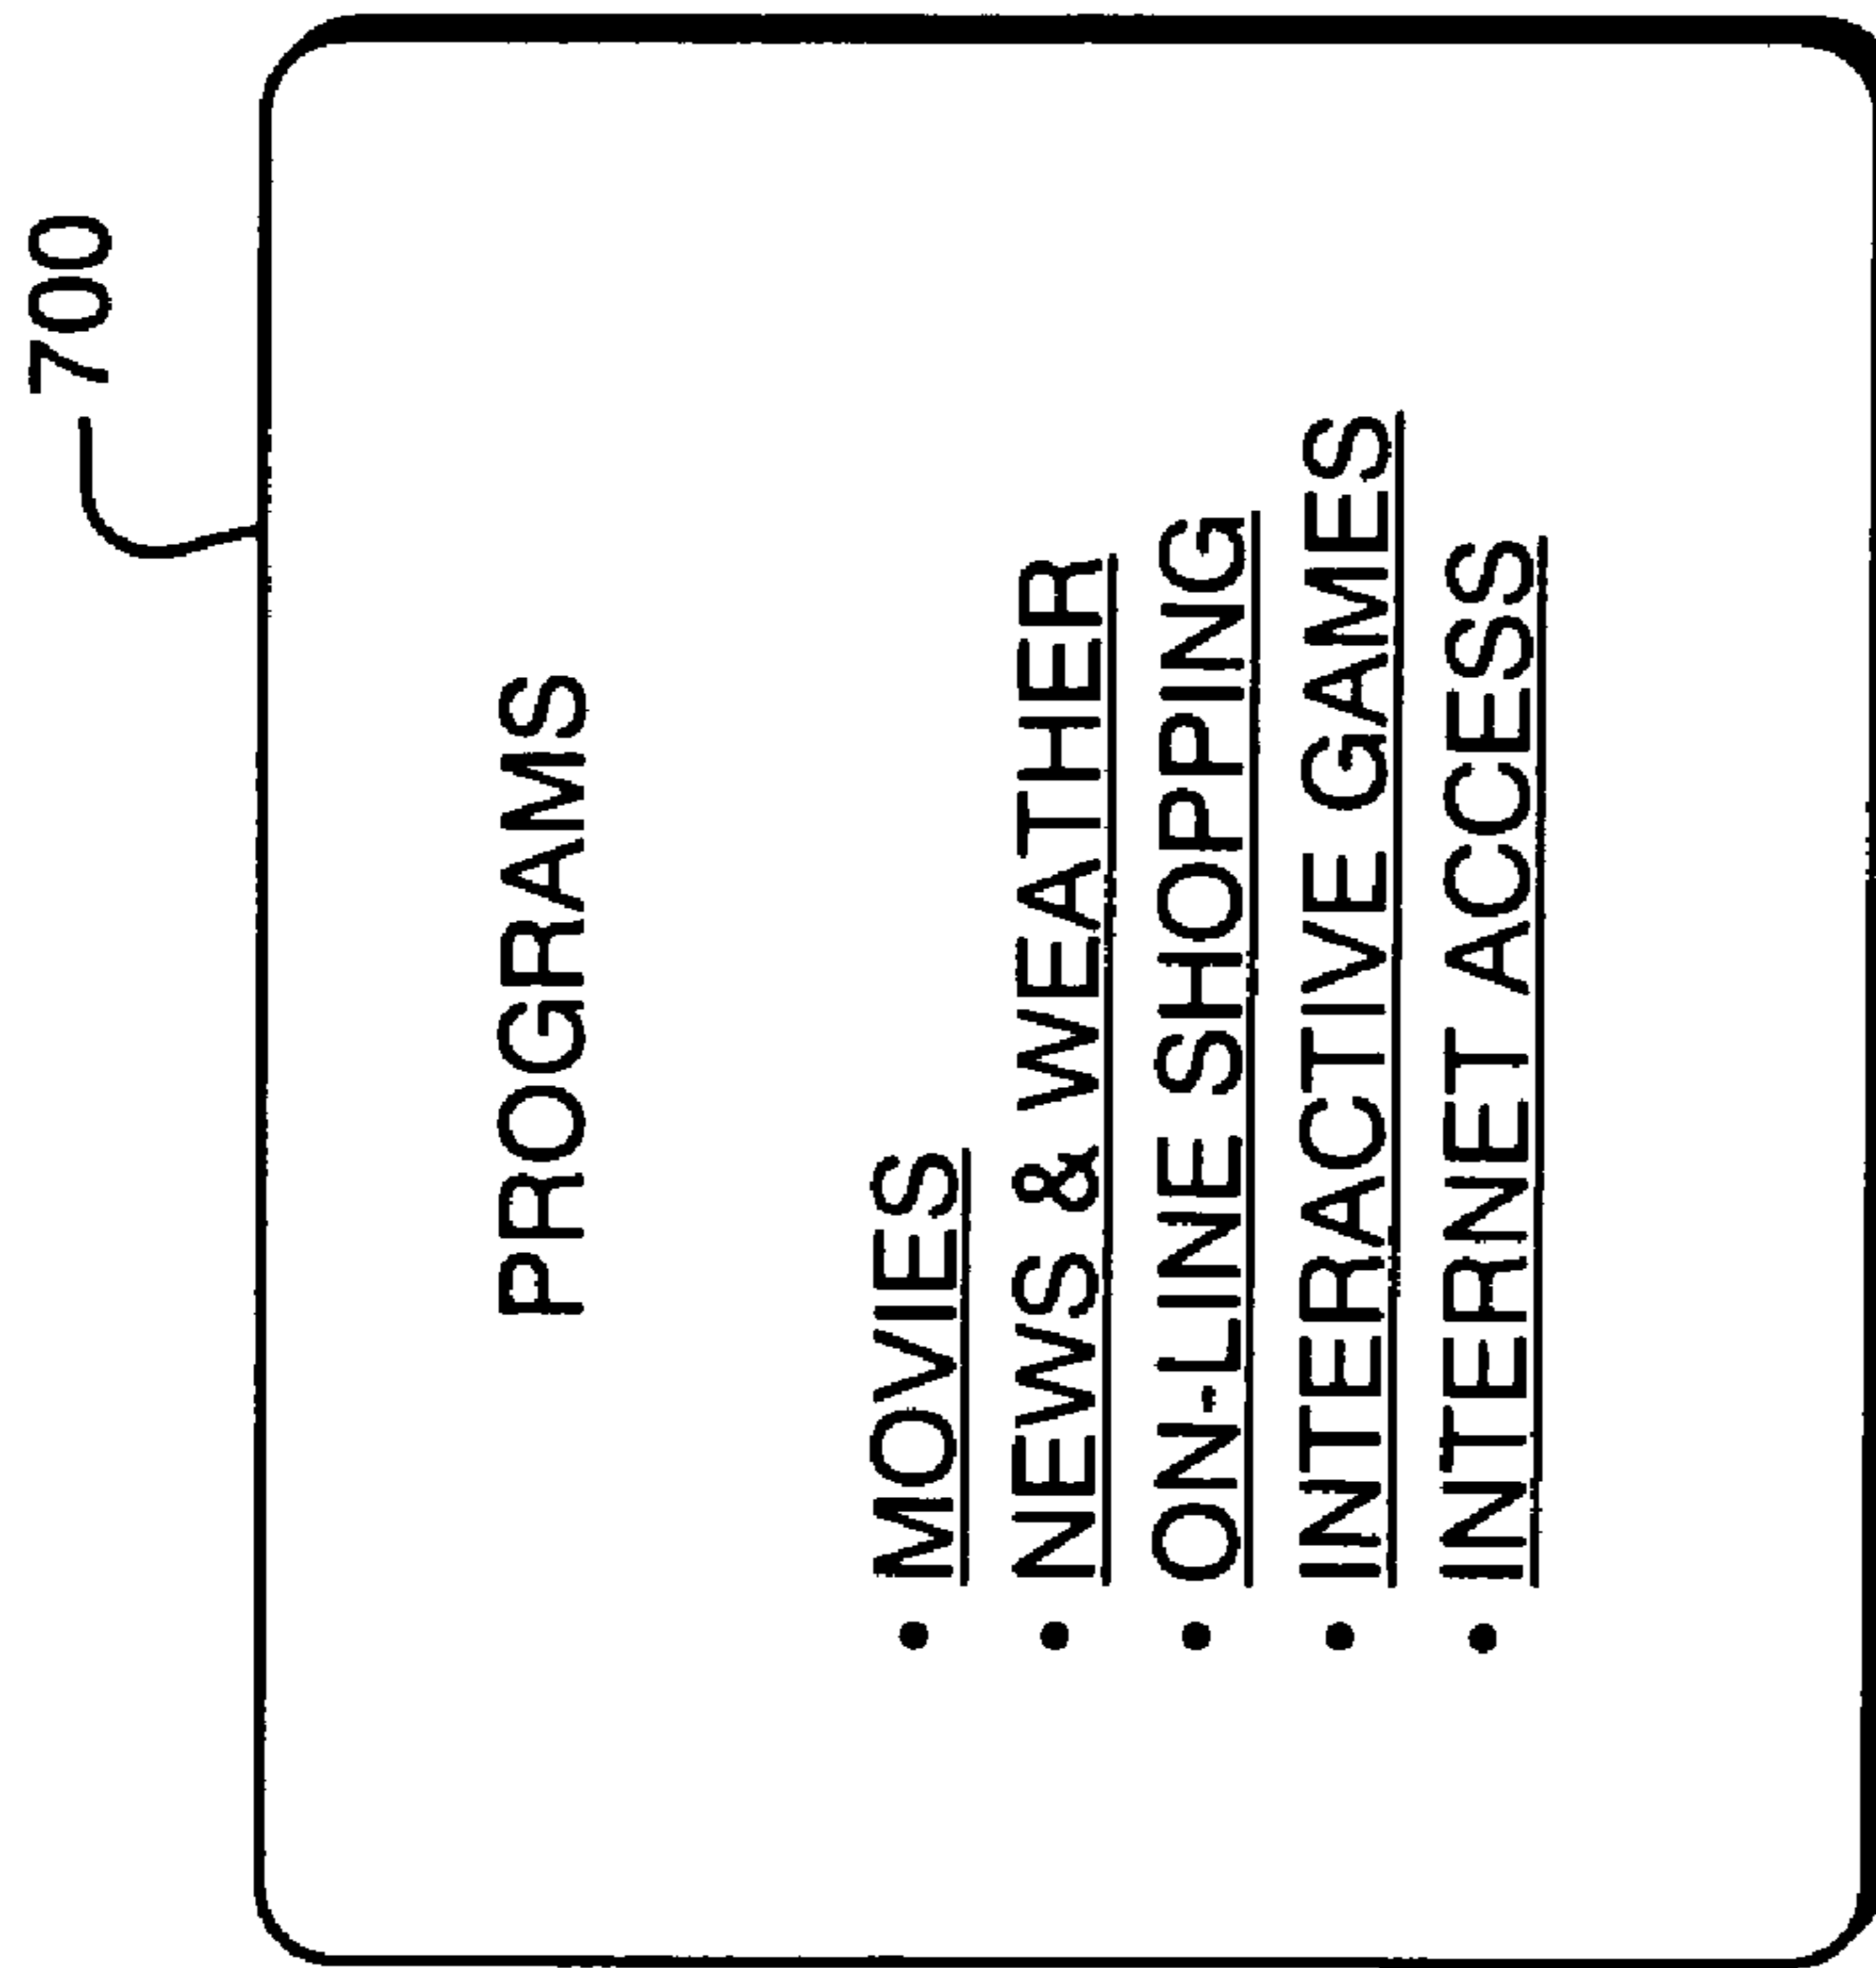 700
PROGRAMS
• MOVIES
• NEWS & WEATHER
• ON-LINE SHOPPING
• INTERACTIVE GAMES
• INTERNET ACCESS